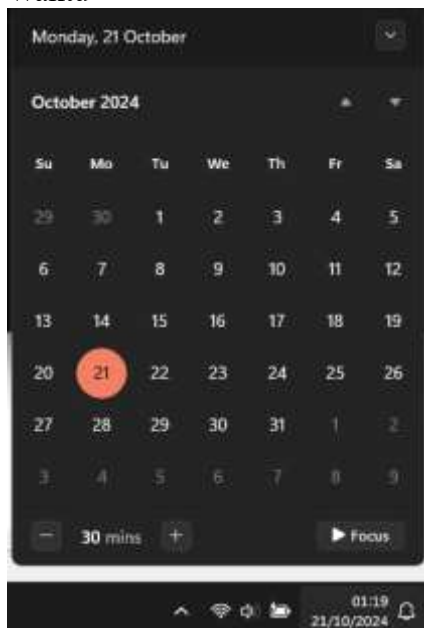 Monday, 21 October
October 2024
Su Mo Tu We Th Fr Sa
29 30 1 2 3 4 5
6 7 8 9 10 11 12
13 14 15 16 17 18 19
20 21 22 23 24 25 26
27 28 29 30 31 1 2
3 4 5 6 7 8 9
30 mins Focus
01:19
21/10/2024